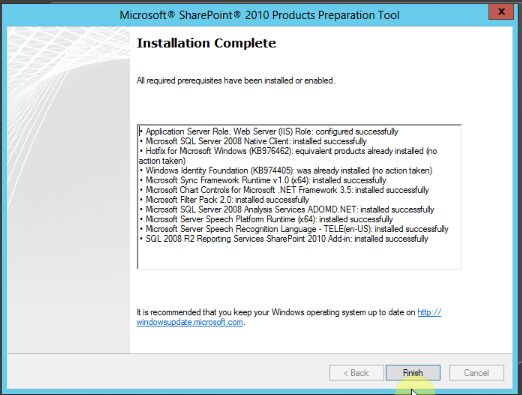 Microsoft® SharePoint® 2010 Products Preparation Tool
x
Installation Complete
All required prerequisites have been installed or enabled.
• Application Server Role, Web Server (IIS) Role: configured successfully
• Microsoft SQL Server 2008 Native Client: installed successfully
• Hotfix for Microsoft Windows (KB976462): equivalent products already installed (no
action taken)
• Windows Identity Foundation (KB974405): was already installed (no action taken)
• Microsoft Sync Framework Runtime v1.0 (x64): installed successfully
• Microsoft Chart Controls for Microsoft .NET Framework 3.5: installed successfully
• Microsoft Filter Pack 2.0: installed successfully
• Microsoft SQL Server 2008 Analysis Services ADOMD.NET: installed successfully
• Microsoft Server Speech Platform Runtime (x64): installed successfully
• Microsoft Server Speech Recognition Language - TELE(en-US): installed successfully
• SQL 2008 R2 Reporting Services SharePoint 2010 Add-in: installed successfully
It is recommended that you keep your Windows operating system up to date on http://
windowsupdate.microsoft.com.
< Back
Finish
Cancel